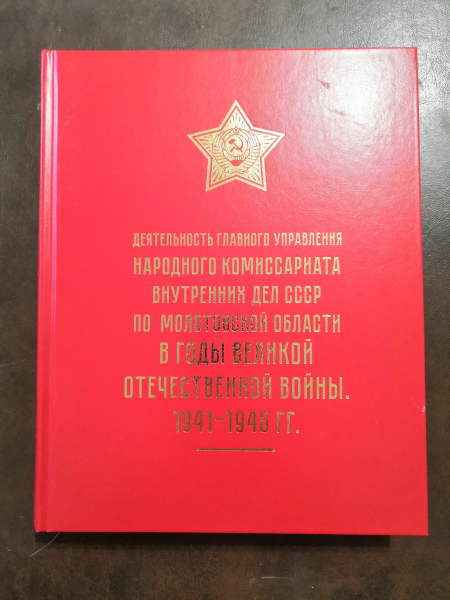 ДЕЯТЕЛЬНОСТЬ ГЛАВНОГО УПРАВЛЕНИЯ
НАРОДНОГО КОМИССАРИАТА
ВНУТРЕННИХ ДЕЛ СССР
ПО МОЛОТОВСКОЙ ОБЛАСТИ
В ГОДЫ ВЕЛИКОЙ
ОТЕЧЕСТВЕННОЙ ВОЙНЫ.
1941-1945 ГГ.